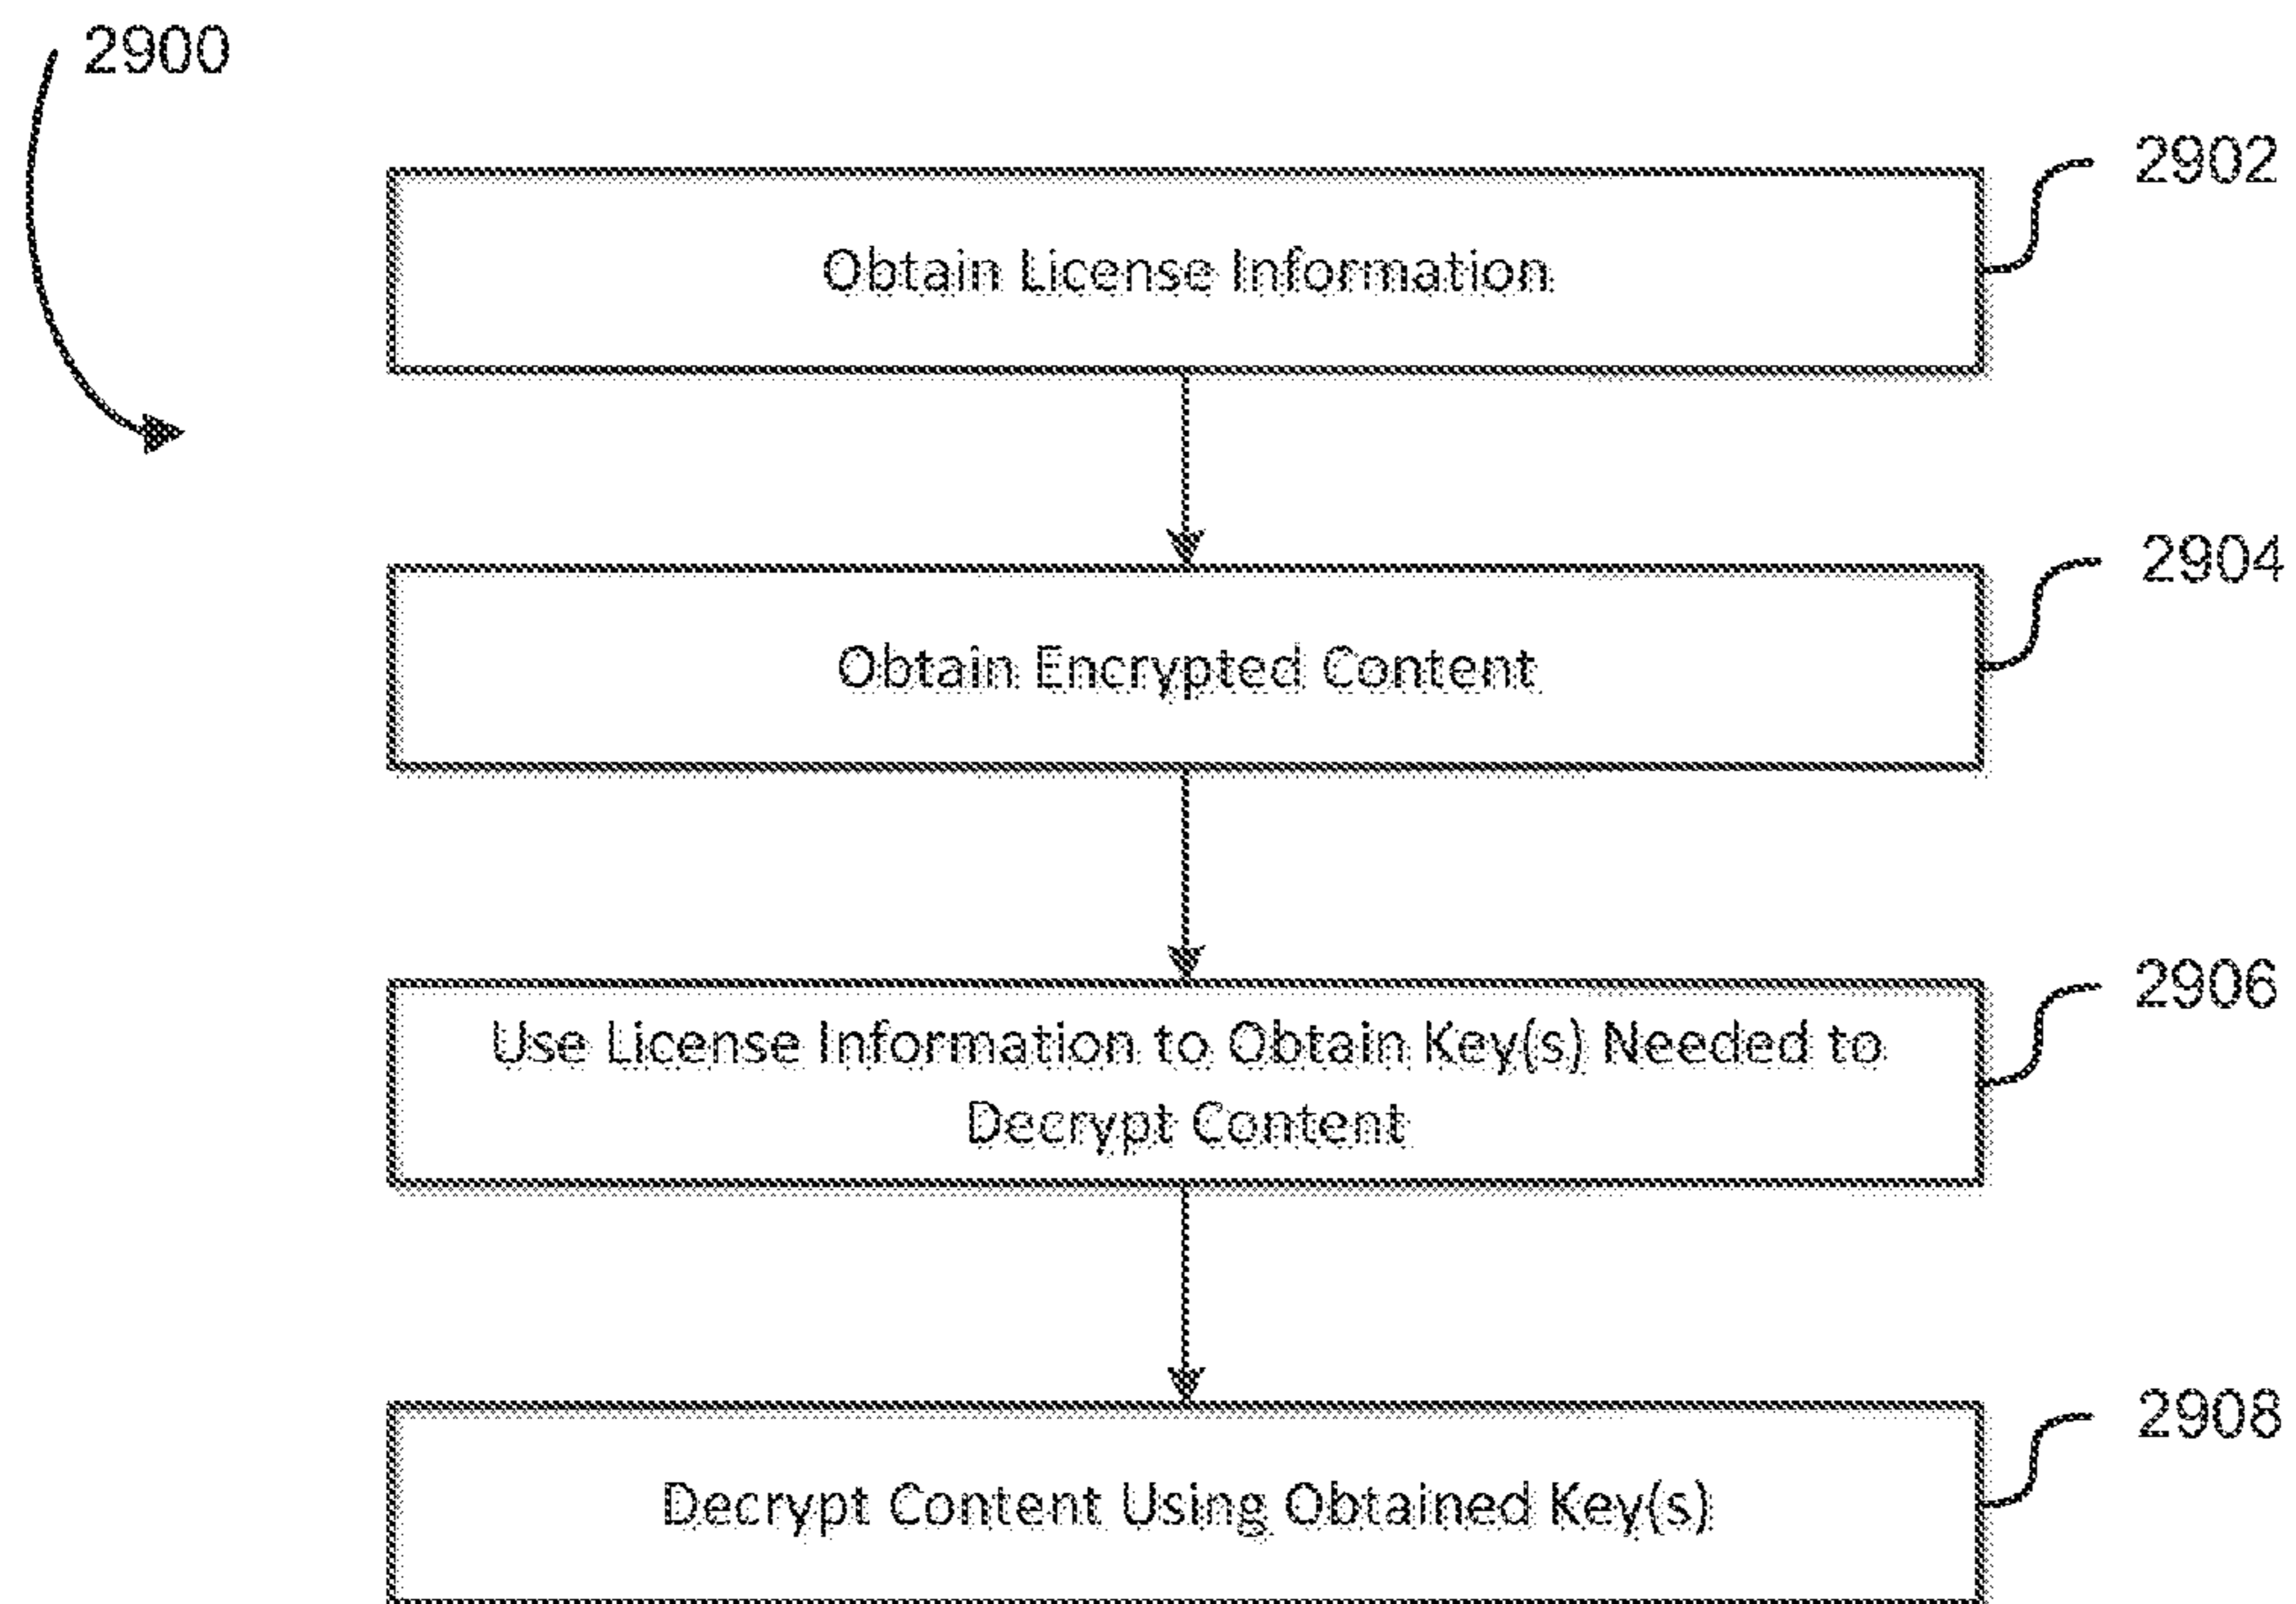 2900
2902
Obtain License Information
2904
Obtain Encrypted Content
2906
Use License Information to Obtain Key(s) Needed to
Decrypt Content
2908
Decrypt Content Using Obtained Key(s)